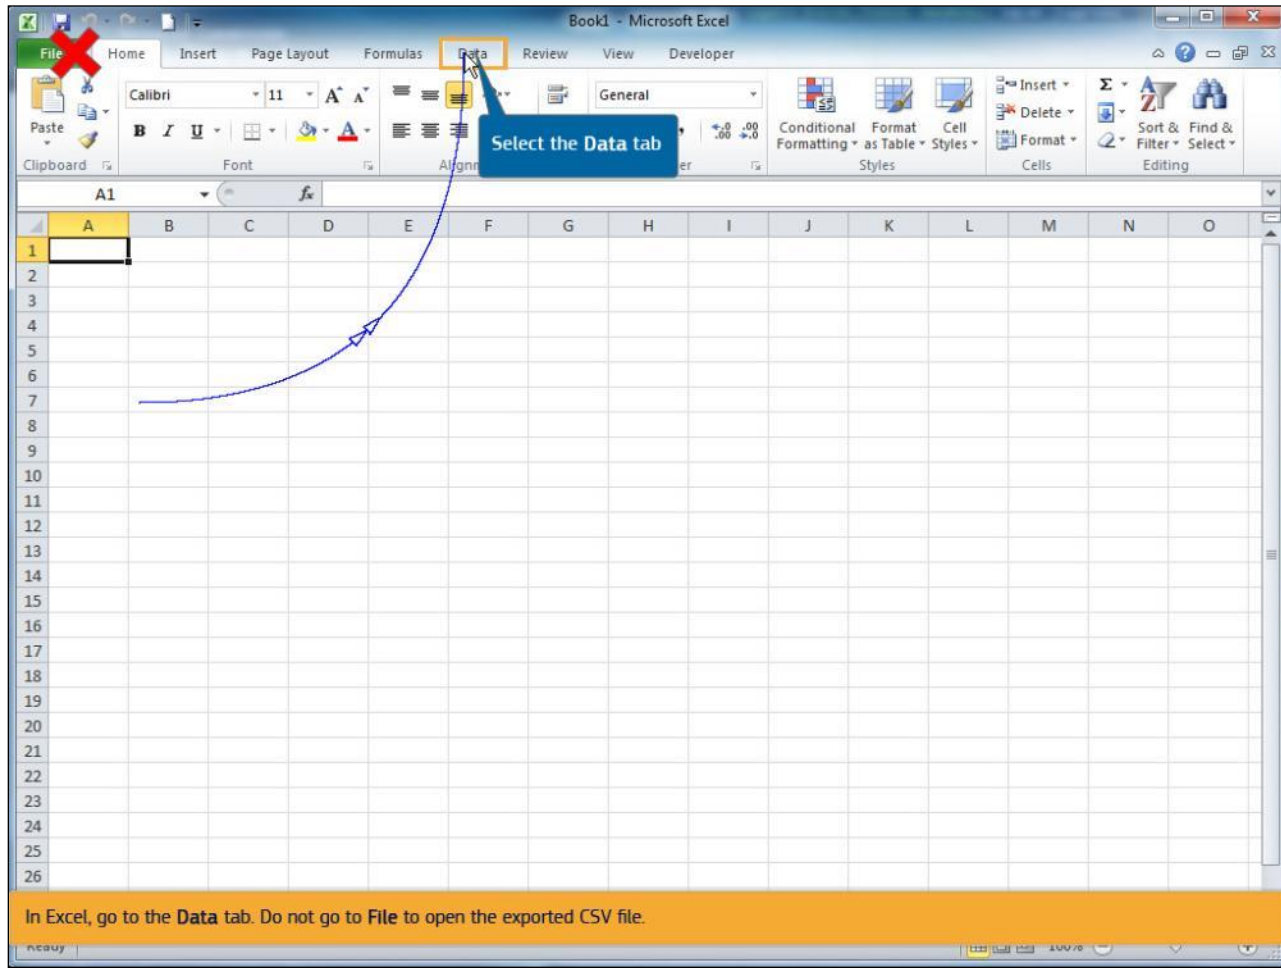 Book1 - Microsoft Excel
File Home Insert Page Layout Formulas Data Review View Developer
Paste
Calibri 11 A A
B I U A
General
.00 .00
Conditional Formatting
Format as Table
Cell Styles
Insert
Delete
Format
Σ
Sort & Filter
Find & Select
Select the Data tab
Clipboard Font Styles Cells Editing
A1 fx
A B C D E F G H I J K L M N O
1
2
3
4
5
6
7
8
9
10
11
12
13
14
15
16
17
18
19
20
21
22
23
24
25
26
In Excel, go to the Data tab. Do not go to File to open the exported CSV file.
Ready 100%